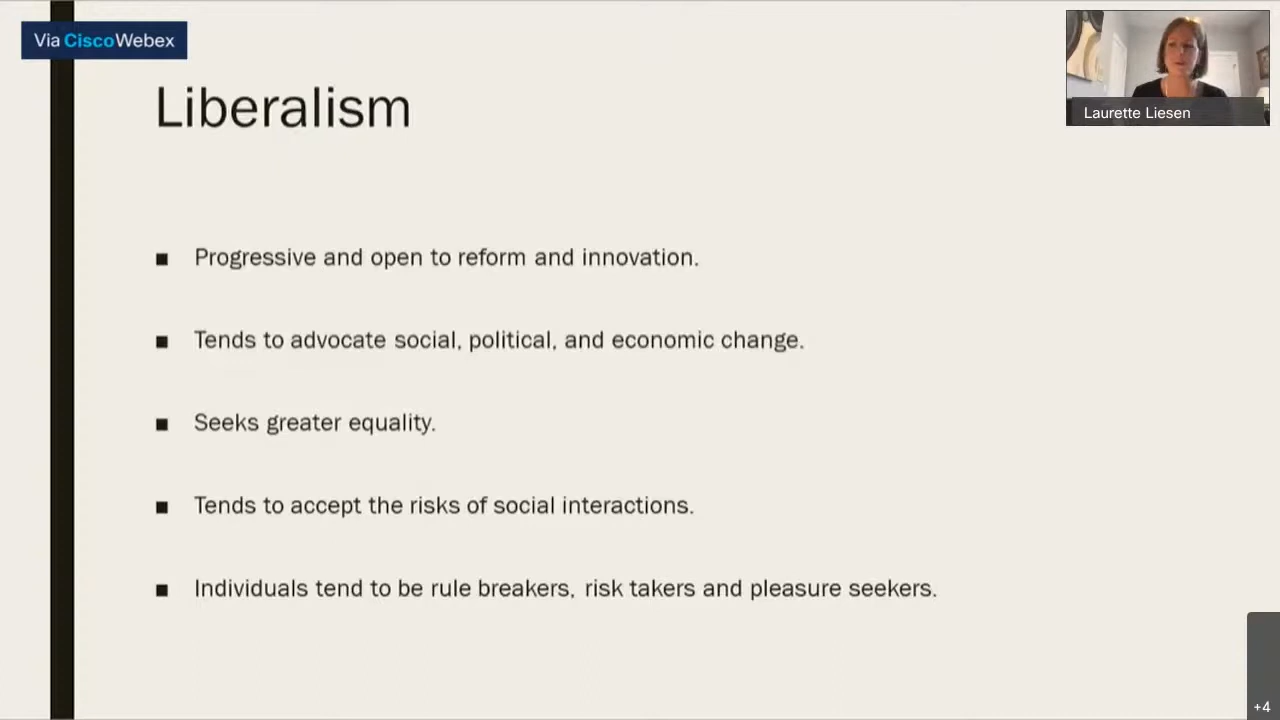 Via CiscoWebex
Laurette Liesen
Liberalism
■ Progressive and open to reform and innovation.
■ Tends to advocate social, political, and economic change.
■ Seeks greater equality.
■ Tends to accept the risks of social interactions.
■ Individuals tend to be rule breakers, risk takers and pleasure seekers.
+4